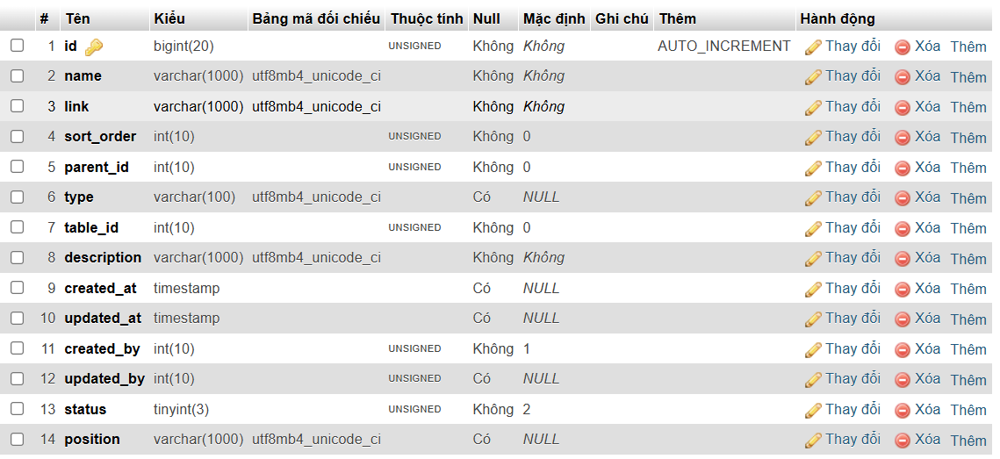 # Tên Kiểu Bảng mã đối chiếu Thuộc tính Null Mặc định Ghi chú Thêm Hành động
1 id bigint(20) UNSIGNED Không Không AUTO_INCREMENT Thay đổi Xóa Thêm
2 name varchar(1000) utf8mb4_unicode_ci Không Không Thay đổi Xóa Thêm
3 link varchar(1000) utf8mb4_unicode_ci Không Không Thay đổi Xóa Thêm
4 sort_order int(10) UNSIGNED Không 0 Thay đổi Xóa Thêm
5 parent_id int(10) UNSIGNED Không 0 Thay đổi Xóa Thêm
6 type varchar(100) utf8mb4_unicode_ci Có NULL Thay đổi Xóa Thêm
7 table_id int(10) UNSIGNED Không 0 Thay đổi Xóa Thêm
8 description varchar(1000) utf8mb4_unicode_ci Không Không Thay đổi Xóa Thêm
9 created_at timestamp Có NULL Thay đổi Xóa Thêm
10 updated_at timestamp Có NULL Thay đổi Xóa Thêm
11 created_by int(10) UNSIGNED Không 1 Thay đổi Xóa Thêm
12 updated_by int(10) UNSIGNED Có NULL Thay đổi Xóa Thêm
13 status tinyint(3) UNSIGNED Không 2 Thay đổi Xóa Thêm
14 position varchar(1000) utf8mb4_unicode_ci Có NULL Thay đổi Xóa Thêm